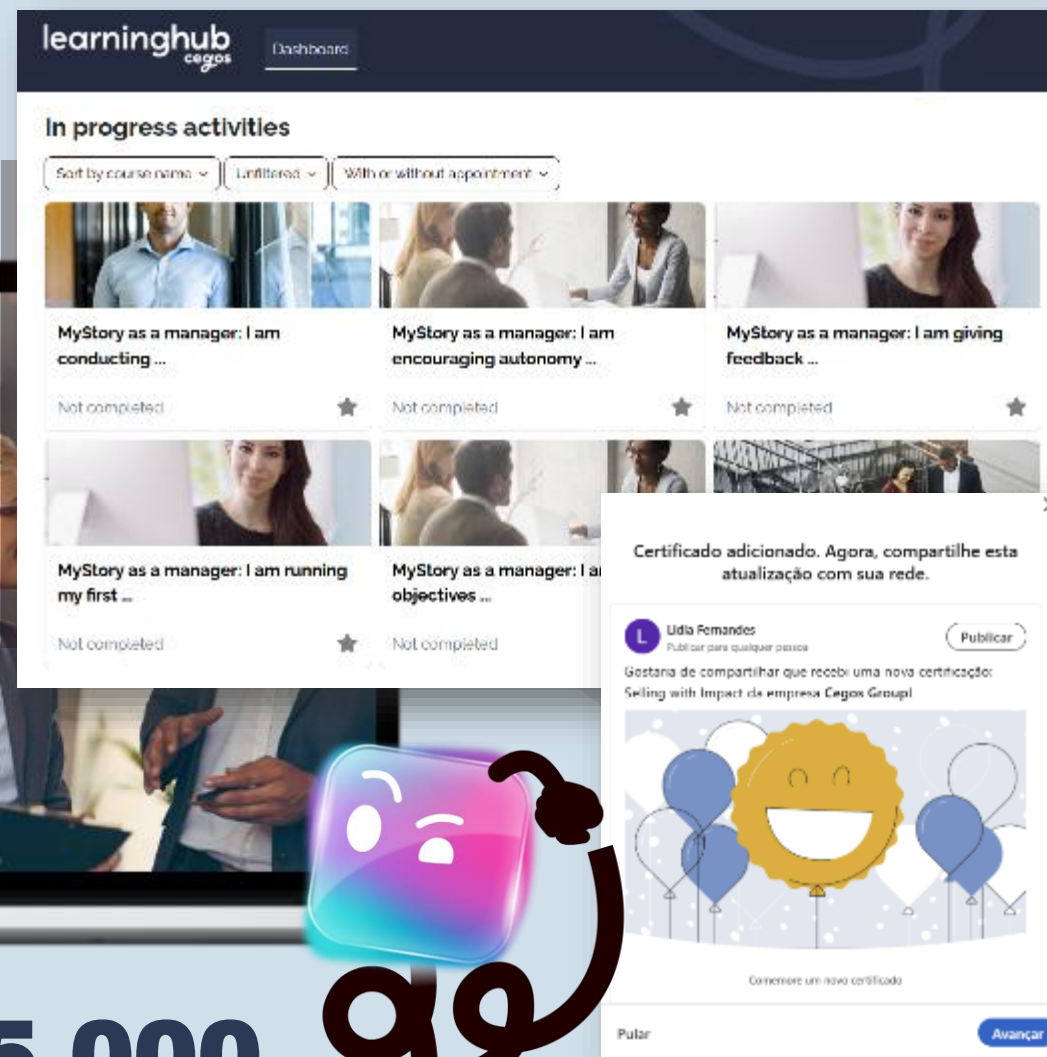 learninghub
cegos
Dashboard
In progress activities
Sort by course name
Unfiltered
With or without appointment
MyStory as a manager: I am
conducting ...
Not completed
MyStory as a manager: I am
encouraging autonomy ...
Not completed
MyStory as a manager: I am giving
feedback ...
Not completed
MyStory as a manager: I am running
my first ...
Not completed
MyStory as a manager: I
objectives ...
Not completed
Certificado adicionado. Agora, compartilhe esta
atualização com sua rede.
L
Lidia Fernandes
Publicar para qualquer pessoa
Publicar
Gostaria de compartilhar que recebi uma nova certificação:
Selling with Impact da empresa Cegos Group!
Comemore um novo certificado
Pular
Avançar
5.000